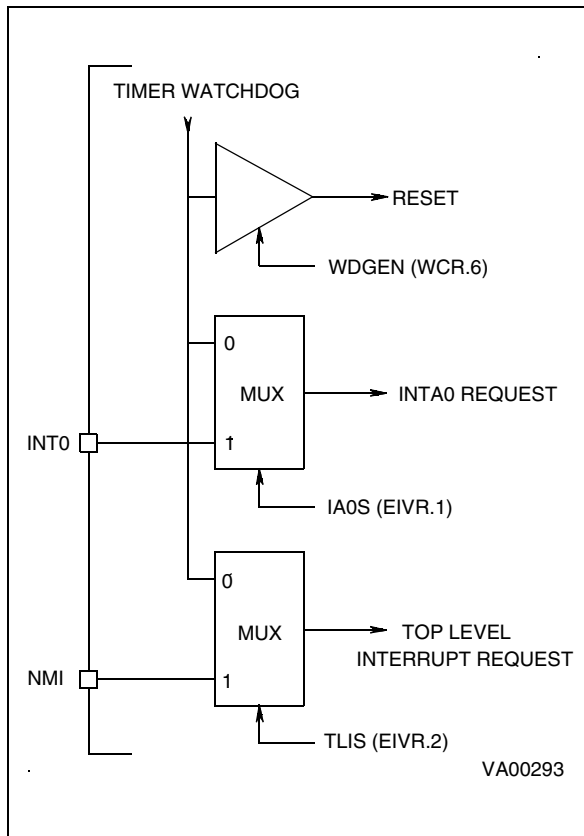 TIMER WATCHDOG
RESET
WDGEN (WCR.6)
0
MUX
INTA0 REQUEST
INT0
1
IA0S (EIVR.1)
0
MUX
TOP LEVEL
INTERRUPT REQUEST
NMI
1
TLIS (EIVR.2)
VA00293